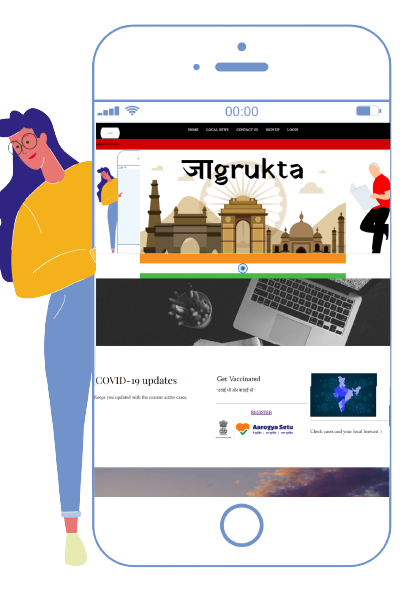 00:00
HOME LOCAL NEWS CONTACT US SIGN UP LOGIN
जाgrukta
COVID-19 updates
Keeps you updated with the current active cases.
Get Vaccinated
"दवाई भी और कड़ाई भी"
REGISTER
Aarogya Setu
Check cases and your local forecast )